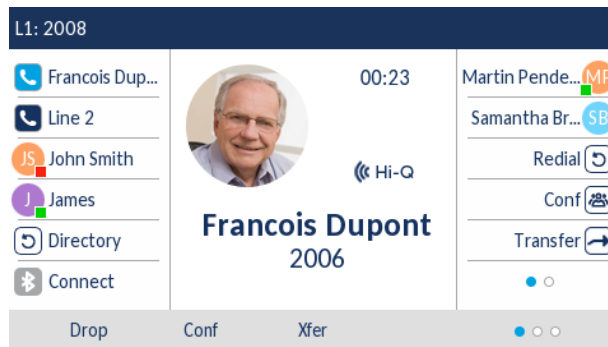 L1: 2008
Francois Dup...
Line 2
JS John Smith
J James
Directory
Connect
00:23
Hi-Q
Francois Dupont
2006
Martin Pende... MP
Samantha Br... SB
Redial
Conf
Transfer
Drop Conf Xfer